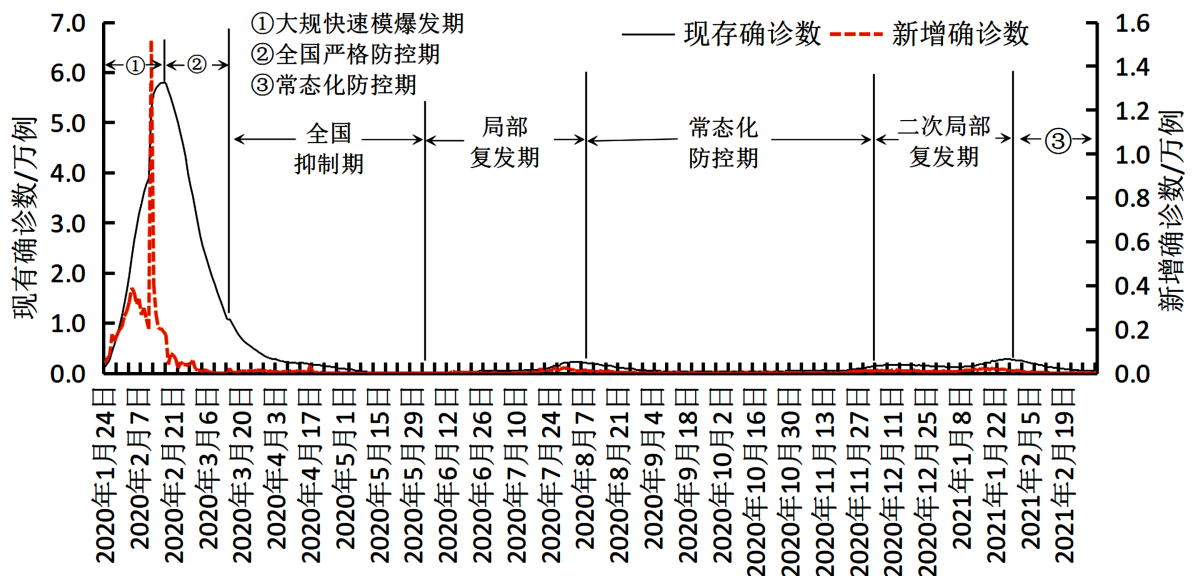 ①大规快速模爆发期
②全国严格防控期
③常态化防控期
现存确诊数
新增确诊数
①
②
全国
抑制期
局部
复发期
常态化
防控期
二次局部
复发期
③
现有确诊数/万例
7.0
6.0
5.0
4.0
3.0
2.0
1.0
0.0
新增确诊数/万例
1.6
1.4
1.2
1.0
0.8
0.6
0.4
0.2
0.0
2020年1月24日
2020年2月7日
2020年2月21日
2020年3月6日
2020年3月20日
2020年4月3日
2020年4月17日
2020年5月1日
2020年5月15日
2020年5月29日
2020年6月12日
2020年6月26日
2020年7月10日
2020年7月24日
2020年8月7日
2020年8月21日
2020年9月4日
2020年9月18日
2020年10月2日
2020年10月16日
2020年10月30日
2020年11月13日
2020年11月27日
2020年12月11日
2020年12月25日
2021年1月8日
2021年1月22日
2021年2月5日
2021年2月19日